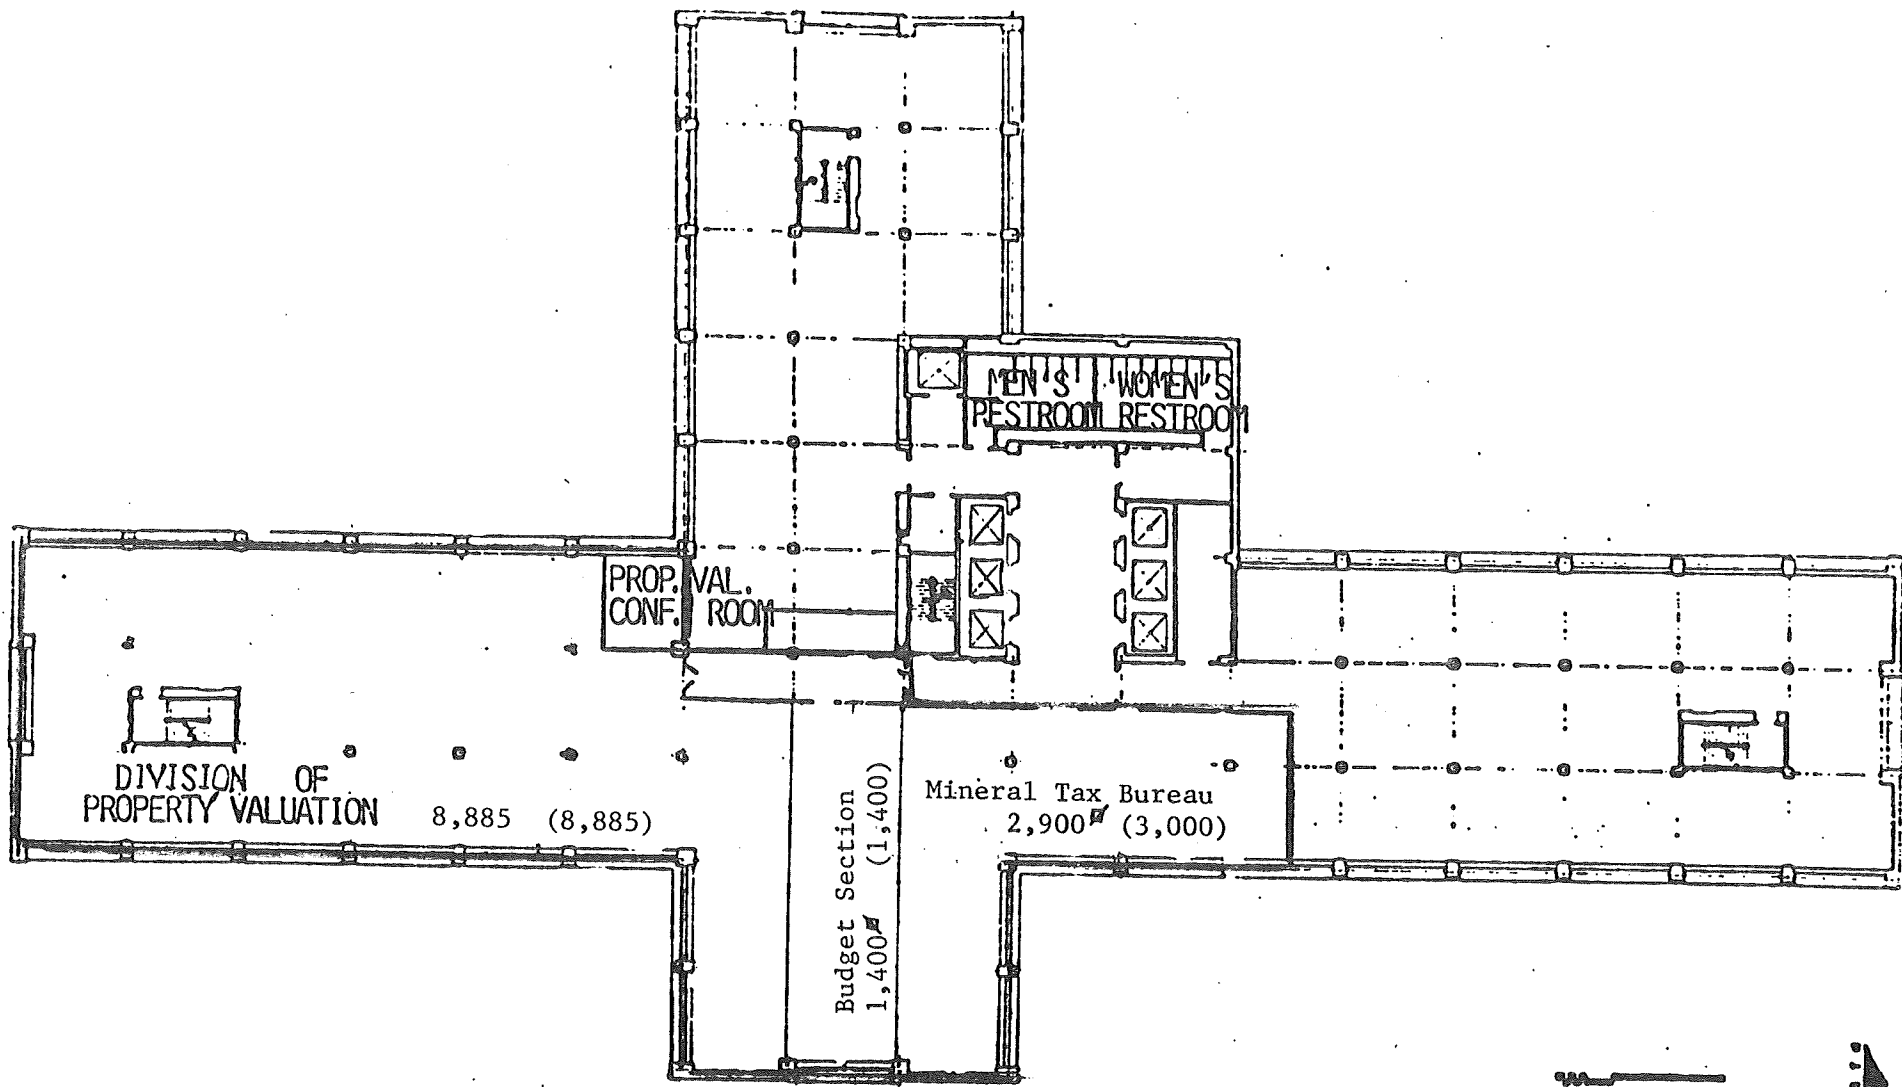 MEN'S WOMEN'S
RESTROOM RESTROOM
PROP. VAL.
CONF. ROOM
DIVISION OF
PROPERTY VALUATION 8,885 (8,885)
Budget Section
1,400 (1,400)
Mineral Tax Bureau
2,900 (3,000)